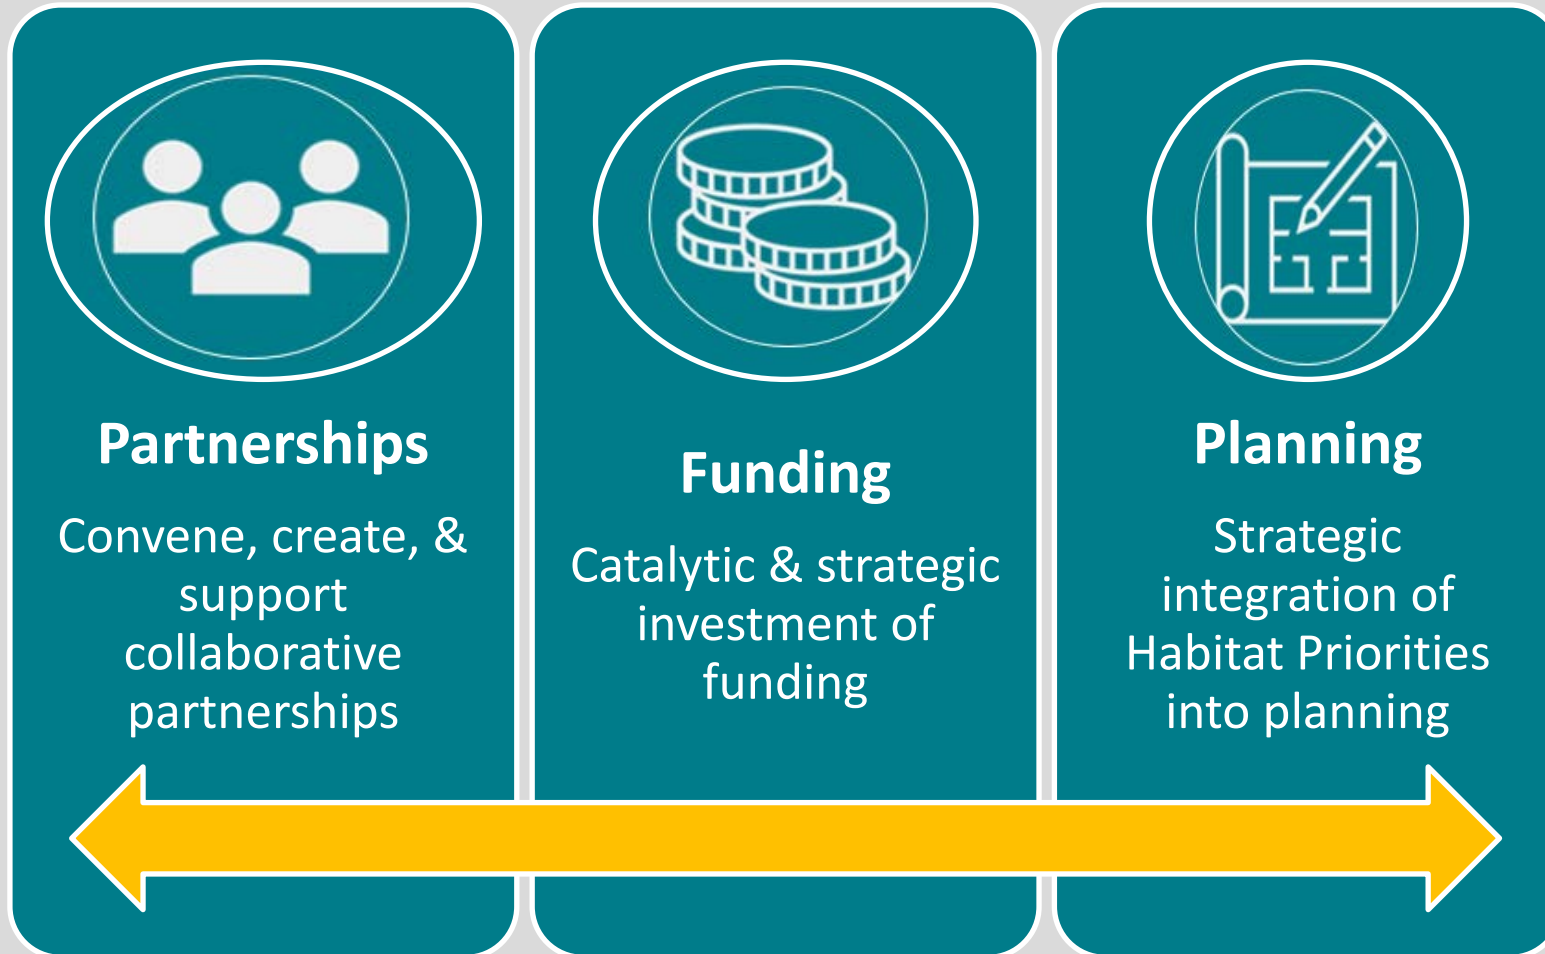 Partnerships
Convene, create, &
support
collaborative
partnerships
Funding
Catalytic & strategic
investment of
funding
Planning
Strategic
integration of
Habitat Priorities
into planning